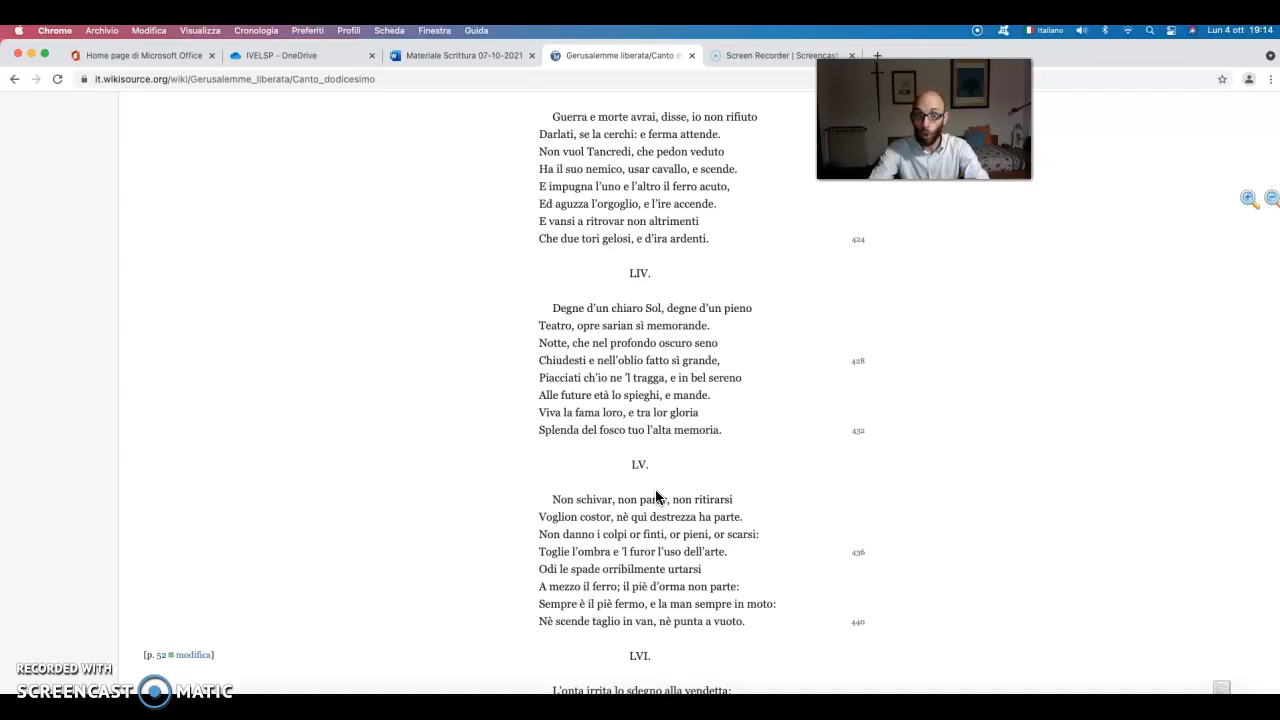 Chrome Archivio Modifica Visualizza Cronologia Preferiti Profili Scheda Finestra Guida Italiano Lun 4 ott 19:14
Home page di Microsoft Office IVELSP - OneDrive Materiale Scrittura 07-10-2021 Gerusalemme liberata/Canto d Screen Recorder | Screencast
it.wikisource.org/wiki/Gerusalemme_liberata/Canto_dodicesimo
Guerra e morte avrai, disse, io non rifiuto
Darlati, se la cerchi: e ferma attende.
Non vuol Tancredi, che pedon veduto
Ha il suo nemico, usar cavallo, e scende.
E impugna l’uno e l’altro il ferro acuto,
Ed aguzza l’orgoglio, e l’ire accende.
E vansi a ritrovar non altrimenti
Che due tori gelosi, e d’ira ardenti. 424
LIV.
Degne d’un chiaro Sol, degne d’un pieno
Teatro, opre sarian sì memorande.
Notte, che nel profondo oscuro seno
Chiudesti e nell’oblio fatto sì grande, 428
Piacciati ch’io ne ’l tragga, e in bel sereno
Alle future età lo spieghi, e mande.
Viva la fama loro, e tra lor gloria
Splenda del fosco tuo l’alta memoria. 432
LV.
Non schivar, non parar, non ritirarsi
Voglion costor, nè quì destrezza ha parte.
Non danno i colpi or finti, or pieni, or scarsi:
Toglie l’ombra e ’l furor l’uso dell’arte. 436
Odi le spade orribilmente urtarsi
A mezzo il ferro; il piè d’orma non parte:
Sempre è il piè fermo, e la man sempre in moto:
Nè scende taglio in van, nè punta a vuoto. 440
[p. 52 modifica]
LVI.
L’onta irrita lo sdegno alla vendetta:
RECORDED WITH
SCREENCAST MATIC